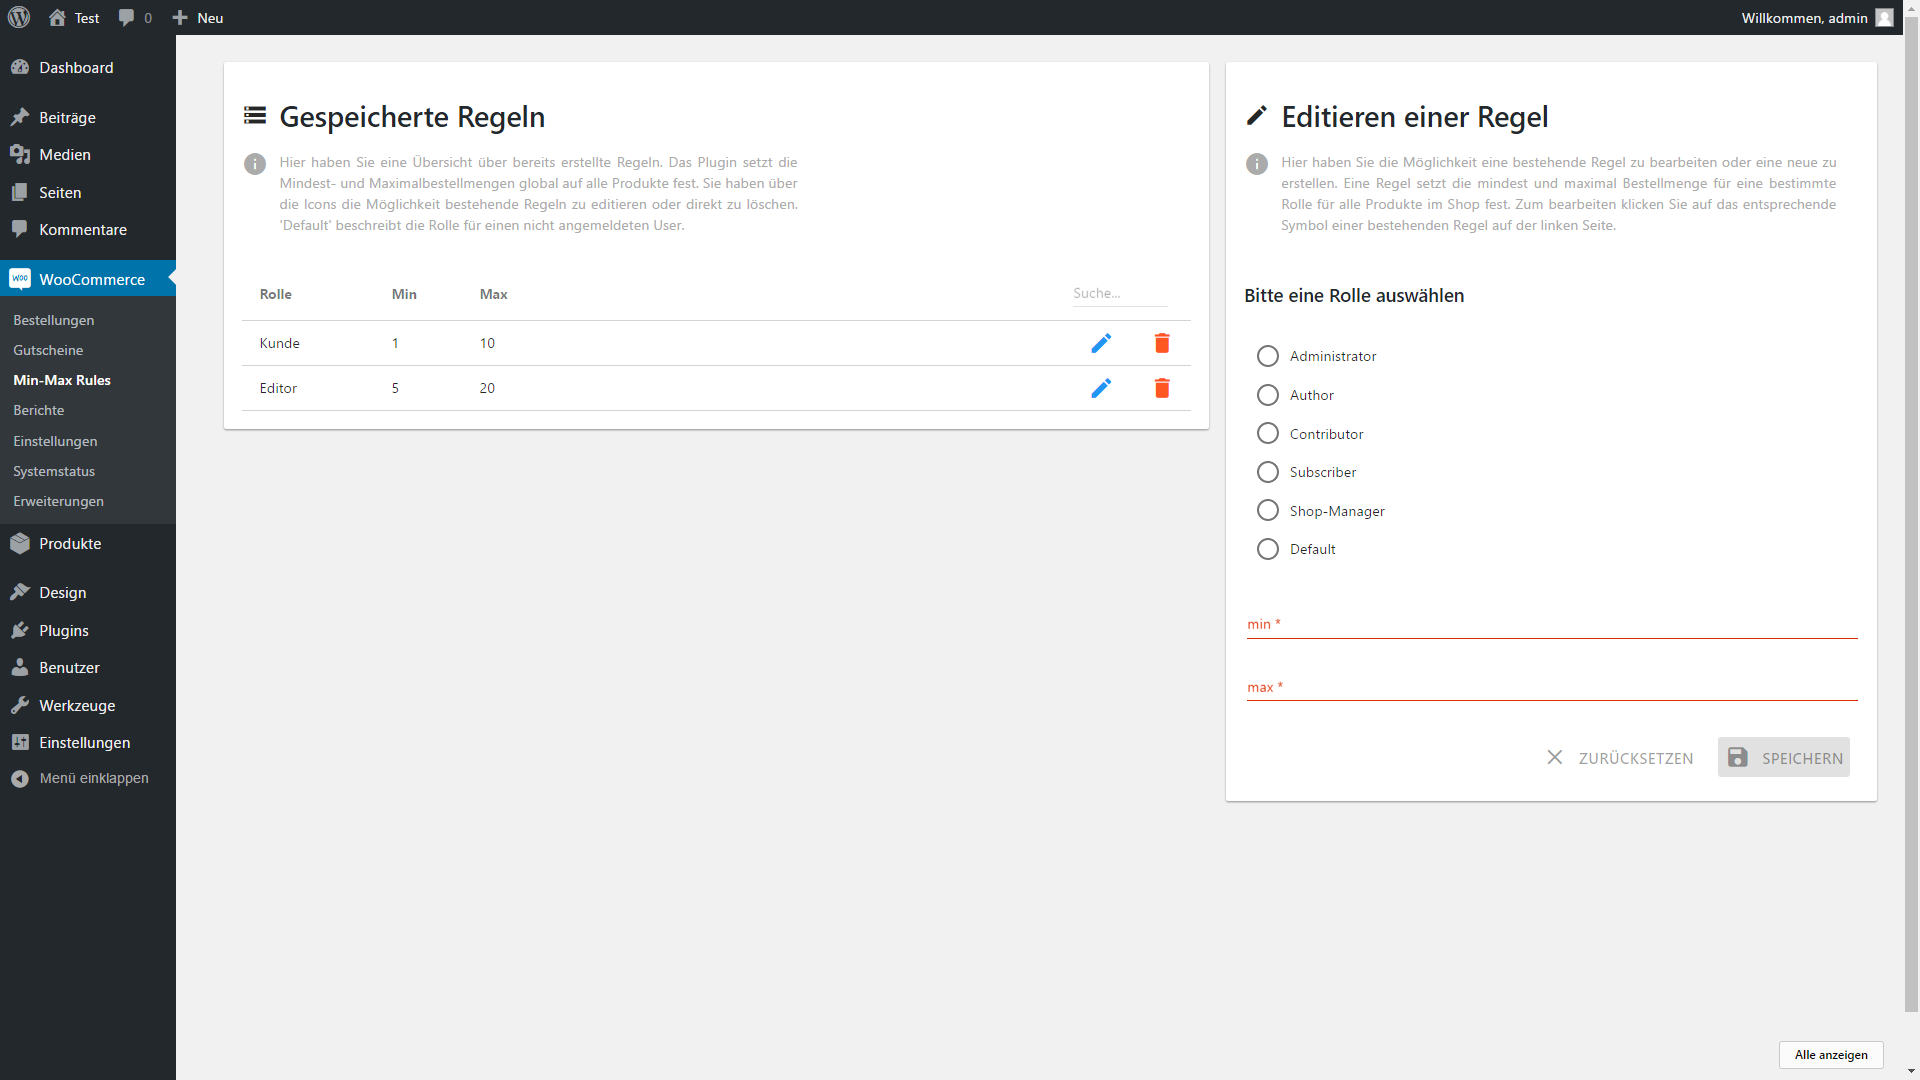 Test
0
Neu
Willkommen, admin
Dashboard
Beiträge
Medien
Seiten
Kommentare
woo
WooCommerce
Bestellungen
Gutscheine
Min-Max Rules
Berichte
Einstellungen
Systemstatus
Erweiterungen
Produkte
Design
Plugins
Benutzer
Werkzeuge
Einstellungen
Menü einklappen
Gespeicherte Regeln
Hier haben Sie eine Übersicht über bereits erstellte Regeln. Das Plugin setzt die
Mindest- und Maximalbestellmengen global auf alle Produkte fest. Sie haben über
die Icons die Möglichkeit bestehende Regeln zu editieren oder direkt zu löschen.
'Default' beschreibt die Rolle für einen nicht angemeldeten User.
Rolle Min Max Suche...
Kunde 1 10
Editor 5 20
Editieren einer Regel
Hier haben Sie die Möglichkeit eine bestehende Regel zu bearbeiten oder eine neue zu
erstellen. Eine Regel setzt die mindest und maximal Bestellmenge für eine bestimmte
Rolle für alle Produkte im Shop fest. Zum bearbeiten klicken Sie auf das entsprechende
Symbol einer bestehenden Regel auf der linken Seite.
Bitte eine Rolle auswählen
Administrator
Author
Contributor
Subscriber
Shop-Manager
Default
min *
max *
ZURÜCKSETZEN
SPEICHERN
Alle anzeigen